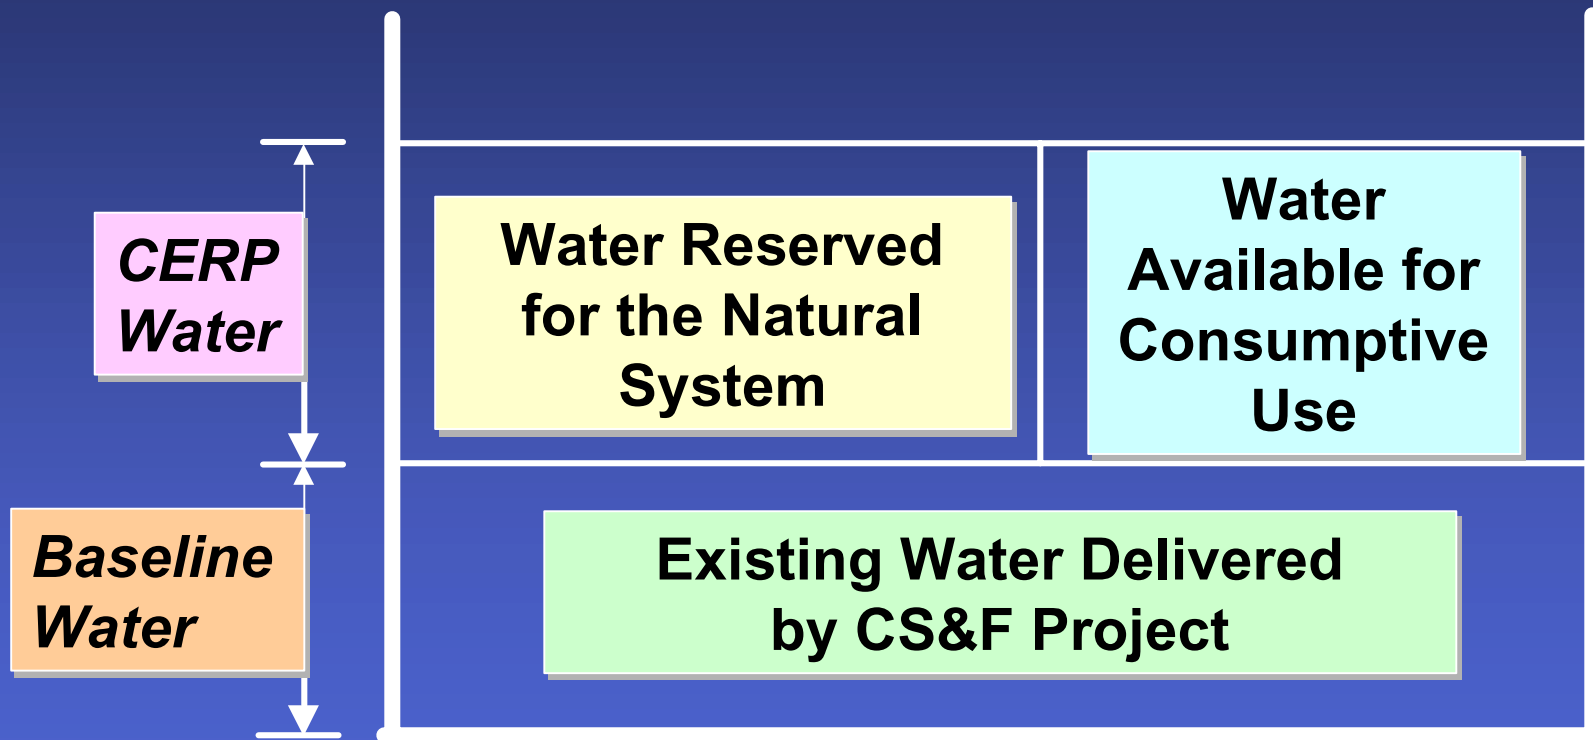 CERP
Water
Water Reserved
for the Natural
System
Water
Available for
Consumptive
Use
Baseline
Water
Existing Water Delivered
by CS&F Project